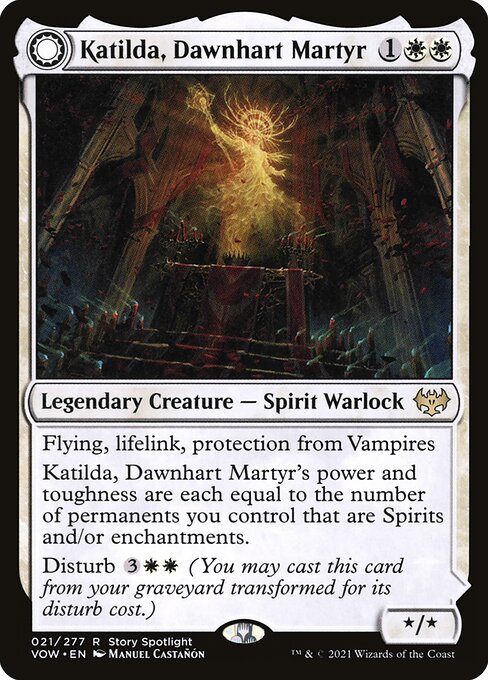 Katilda, Dawnhart Martyr 1
Legendary Creature — Spirit Warlock
Flying, lifelink, protection from Vampires
Katilda, Dawnhart Martyr's power and
toughness are each equal to the number
of permanents you control that are Spirits
and/or enchantments.
Disturb 3 (You may cast this card
from your graveyard transformed for its
disturb cost.)
*/*
021/277 R Story Spotlight
VOW • EN Manuel Castañón
™ & © 2021 Wizards of the Coast